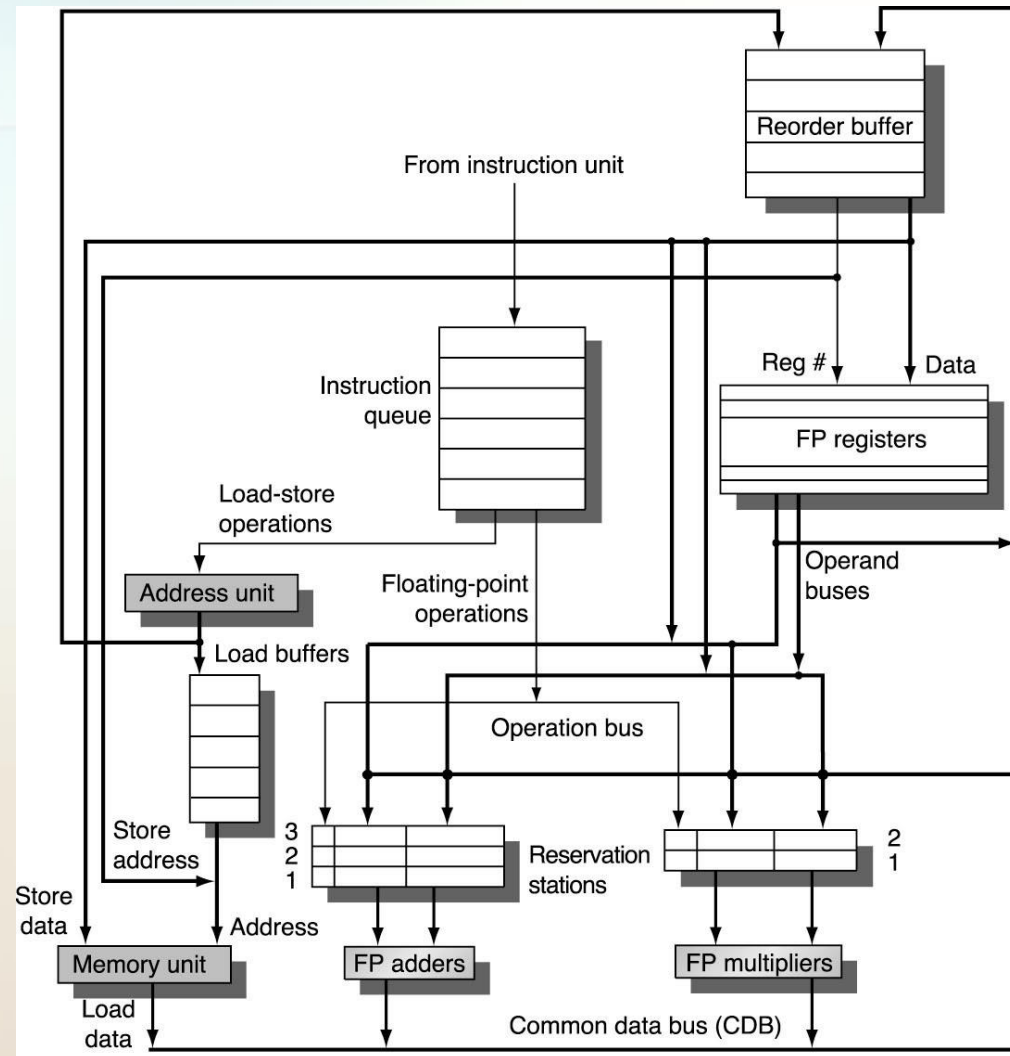 Reorder buffer
From instruction unit
Reg #
Data
Instruction
queue
FP registers
Load-store
operations
Operand
buses
Address unit
Floating-point
operations
Load buffers
Operation bus
Store
address
3
2
1
Reservation
stations
2
1
Store
data
Address
Memory unit
FP adders
FP multipliers
Load
data
Common data bus (CDB)